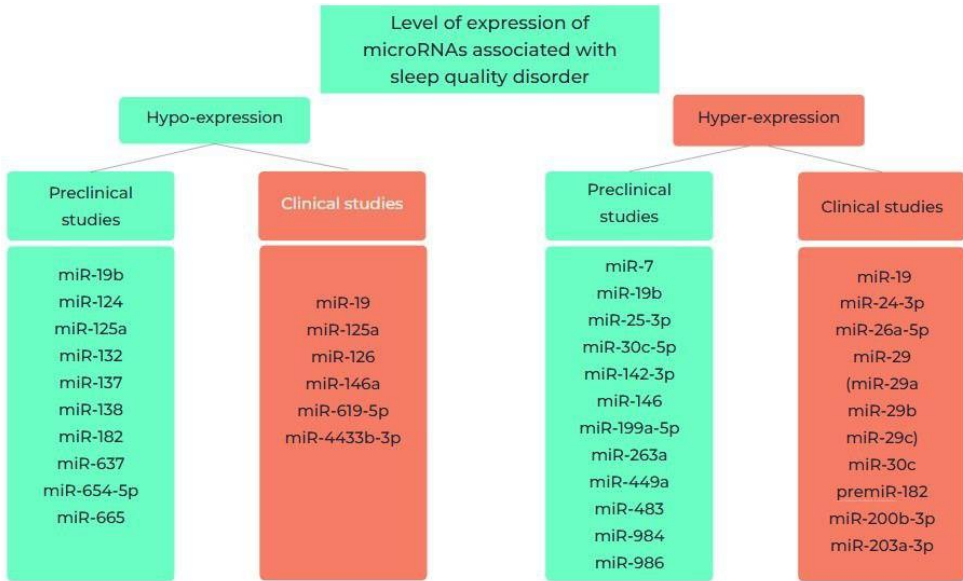 Level of expression of
microRNAs associated with
sleep quality disorder
Hypo-expression
Hyper-expression
Preclinical
studies
Clinical studies
Preclinical
studies
Clinical studies
miR-19b
miR-124
miR-125a
miR-132
miR-137
miR-138
miR-182
miR-637
miR-654-5p
miR-665
miR-19
miR-125a
miR-126
miR-146a
miR-619-5p
miR-4433b-3p
miR-7
miR-19b
miR-25-3p
miR-30c-5p
miR-142-3p
miR-146
miR-199a-5p
miR-263a
miR-449a
miR-483
miR-984
miR-986
miR-19
miR-24-3p
miR-26a-5p
miR-29
(miR-29a
miR-29b
miR-29c)
miR-30c
premiR-182
miR-200b-3p
miR-203a-3p